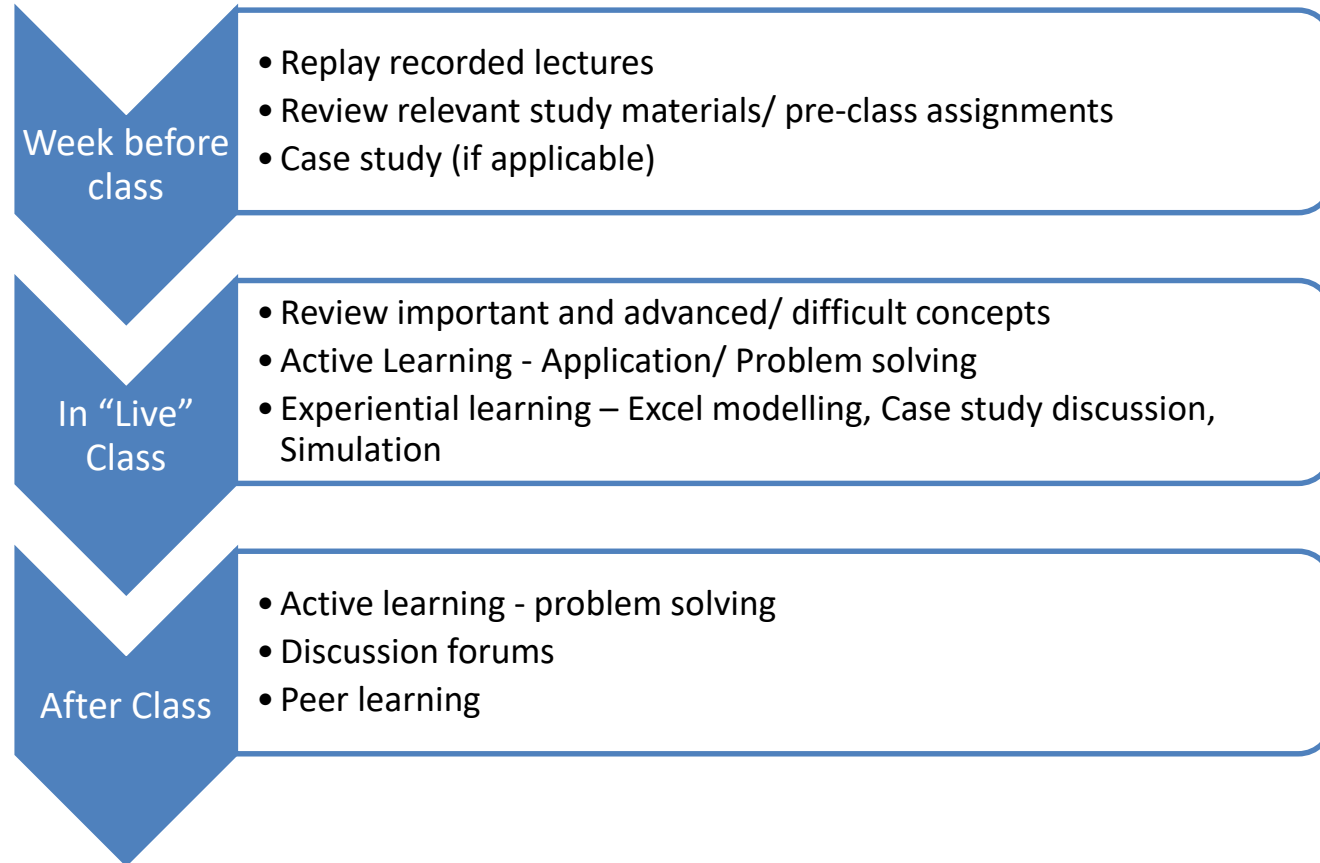 Week before
class
• Replay recorded lectures
• Review relevant study materials/ pre-class assignments
• Case study (if applicable)
In “Live”
Class
• Review important and advanced/ difficult concepts
• Active Learning - Application/ Problem solving
• Experiential learning – Excel modelling, Case study discussion,
Simulation
After Class
• Active learning - problem solving
• Discussion forums
• Peer learning